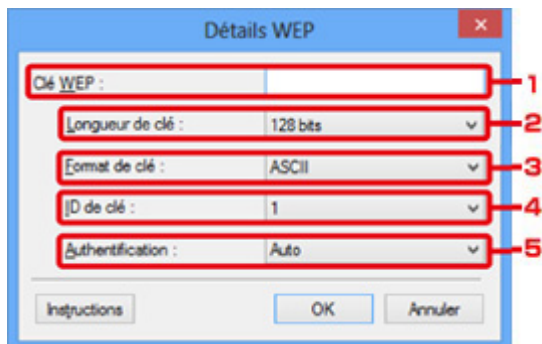 Détails WEP
Clé WEP : 1
Longueur de clé : 128 bits 2
Format de clé : ASCII 3
ID de clé : 1 4
Authentification : Auto 5
Instructions OK Annuler